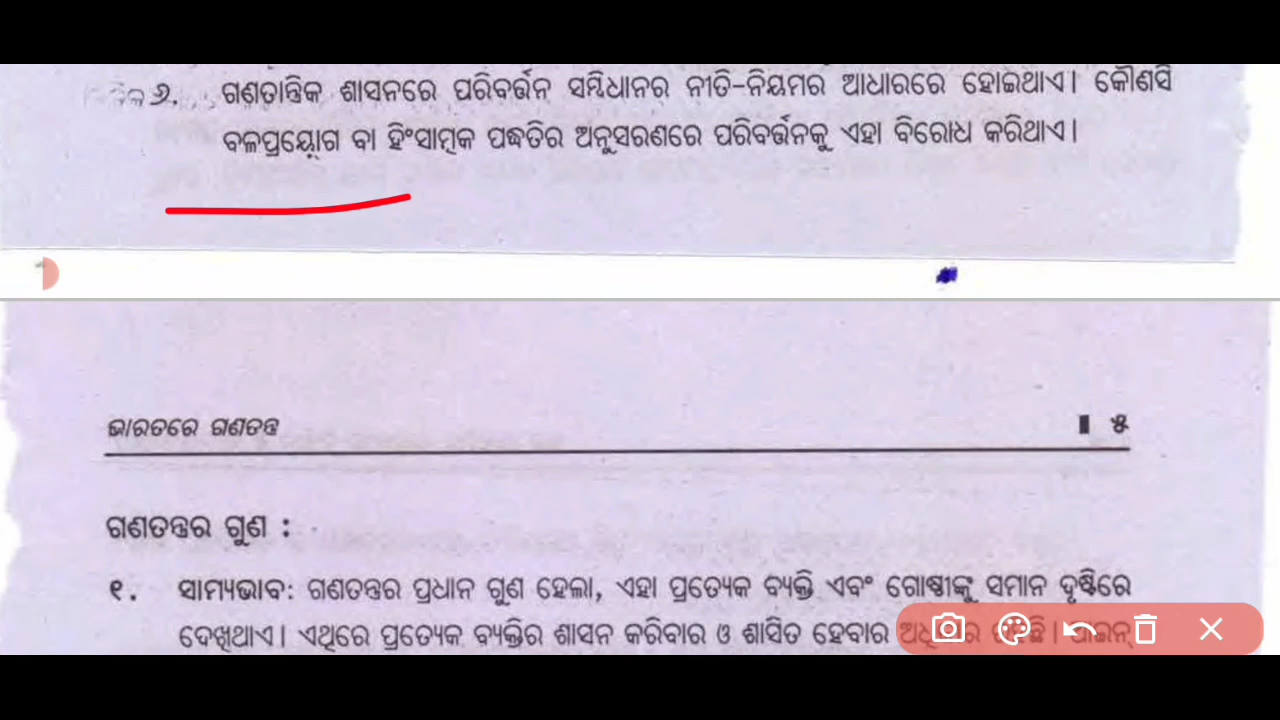 ୬. ଗଣତାନ୍ତ୍ରିକ ଶାସନରେ ପରିବର୍ତ୍ତନ ସମ୍ବିଧାନର ନୀତି-ନିୟମର ଆଧାରରେ ହୋଇଥାଏ। କୌଣସି
ବଳପ୍ରୟୋଗ ବା ହିଂସାତ୍ମକ ପଦ୍ଧତିର ଅନୁସରଣରେ ପରିବର୍ତ୍ତନକୁ ଏହା ବିରୋଧ କରିଥାଏ।
ଭାରତରେ ଗଣତନ୍ତ୍ର ▮ ୫
ଗଣତନ୍ତ୍ରର ଗୁଣ :
୧. ସାମ୍ୟଭାବ: ଗଣତନ୍ତ୍ରର ପ୍ରଧାନ ଗୁଣ ହେଲା, ଏହା ପ୍ରତ୍ୟେକ ବ୍ୟକ୍ତି ଏବଂ ଗୋଷ୍ଠୀଙ୍କୁ ସମାନ ଦୃଷ୍ଟିରେ
ଦେଖିଥାଏ। ଏଥିରେ ପ୍ରତ୍ୟେକ ବ୍ୟକ୍ତିର ଶାସନ କରିବାର ଓ ଶାସିତ ହେବାର